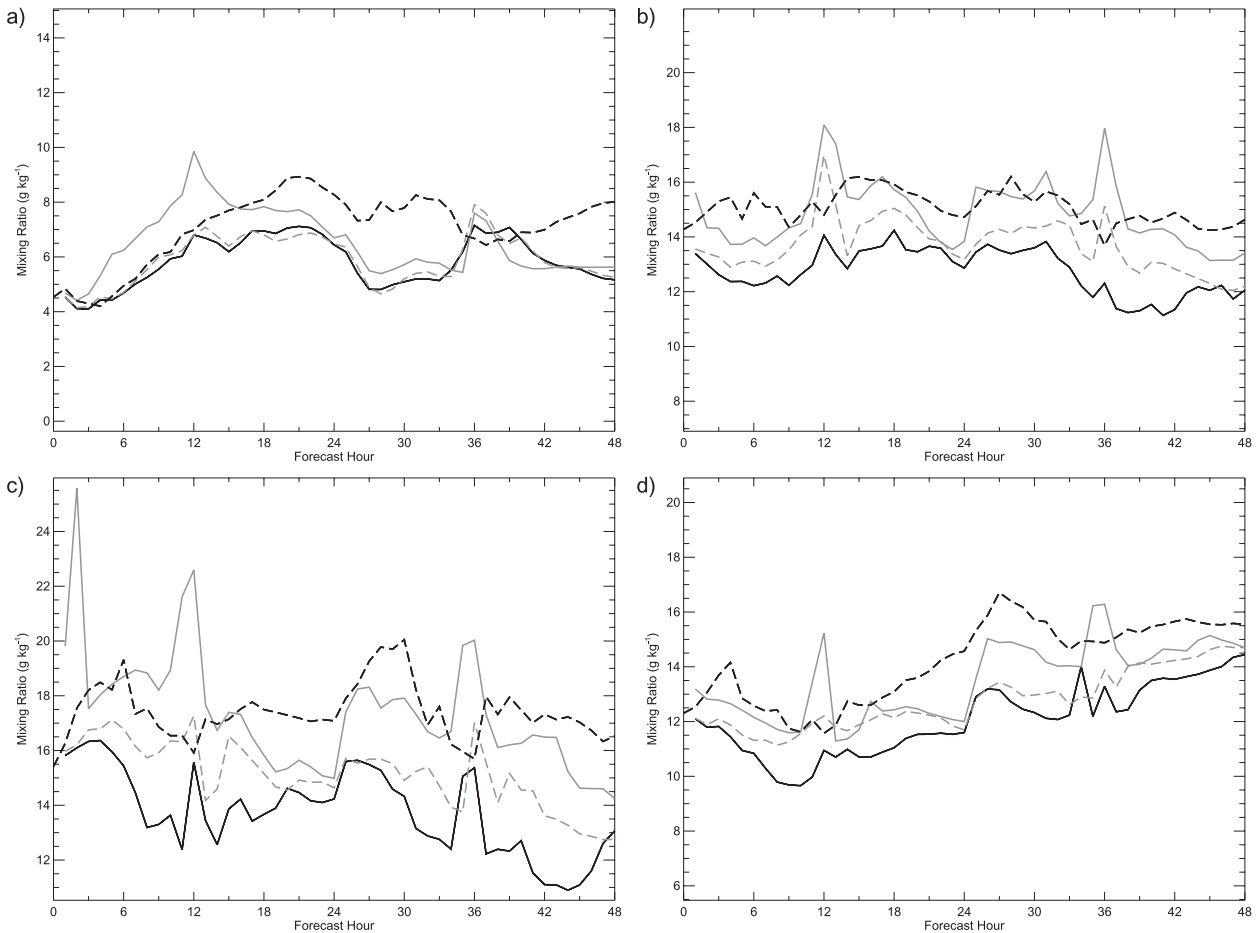 a)
Mixing Ratio (g kg⁻¹)
14
12
10
8
6
4
2
0
0 6 12 18 24 30 36 42 48
Forecast Hour
b)
Mixing Ratio (g kg⁻¹)
20
18
16
14
12
10
8
0 6 12 18 24 30 36 42 48
Forecast Hour
c)
Mixing Ratio (g kg⁻¹)
24
22
20
18
16
14
12
0 6 12 18 24 30 36 42 48
Forecast Hour
d)
Mixing Ratio (g kg⁻¹)
20
18
16
14
12
10
8
6
0 6 12 18 24 30 36 42 48
Forecast Hour